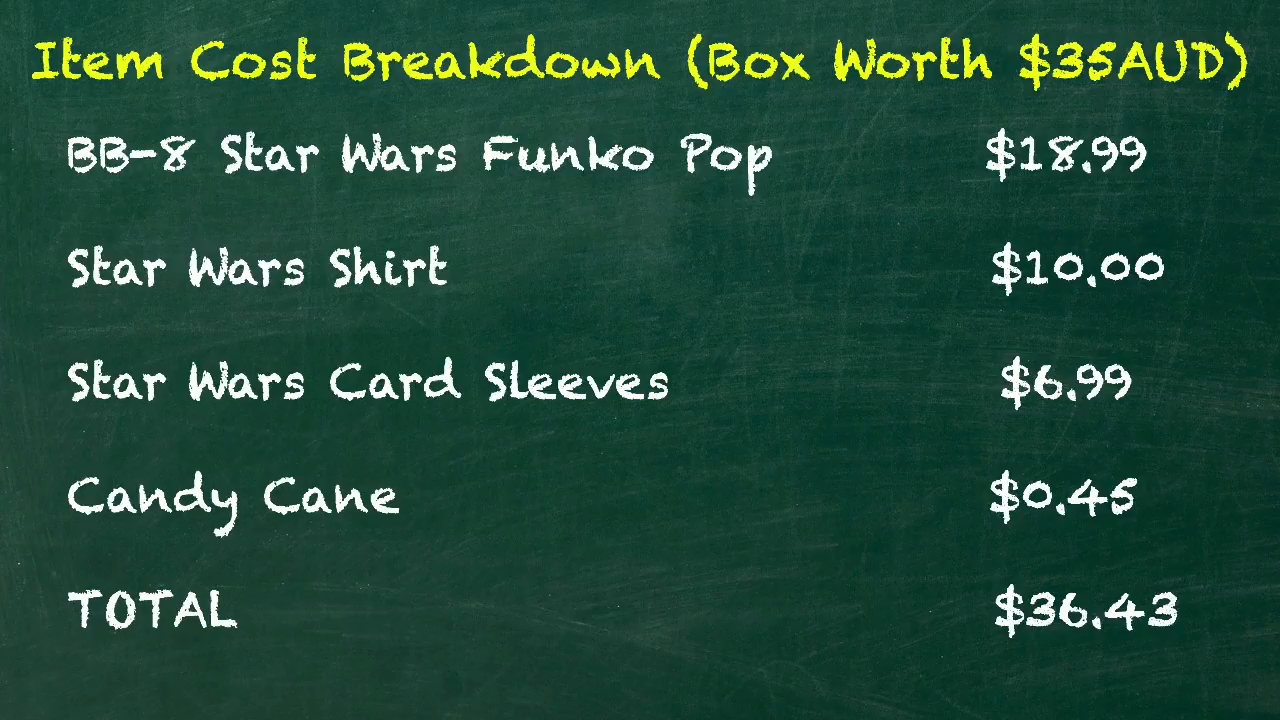 Item Cost Breakdown (Box Worth $35AUD)
BB-8 Star Wars Funko Pop $18.99
Star Wars Shirt $10.00
Star Wars Card Sleeves $6.99
Candy Cane $0.45
TOTAL $36.43